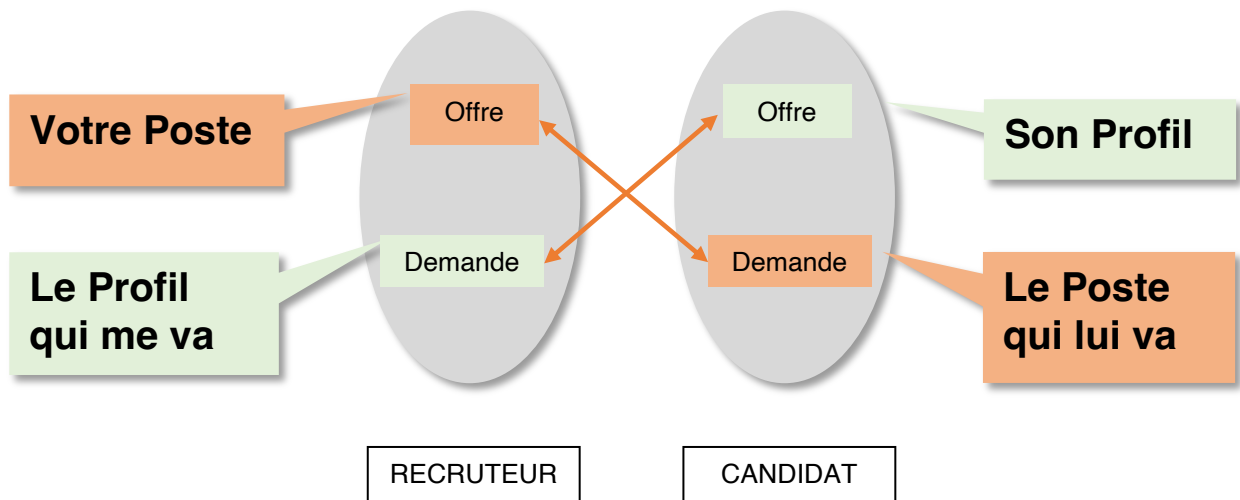 Votre Poste
Offre
Offre
Son Profil
Le Profil
qui me va
Demande
Demande
Le Poste
qui lui va
RECRUTEUR
CANDIDAT